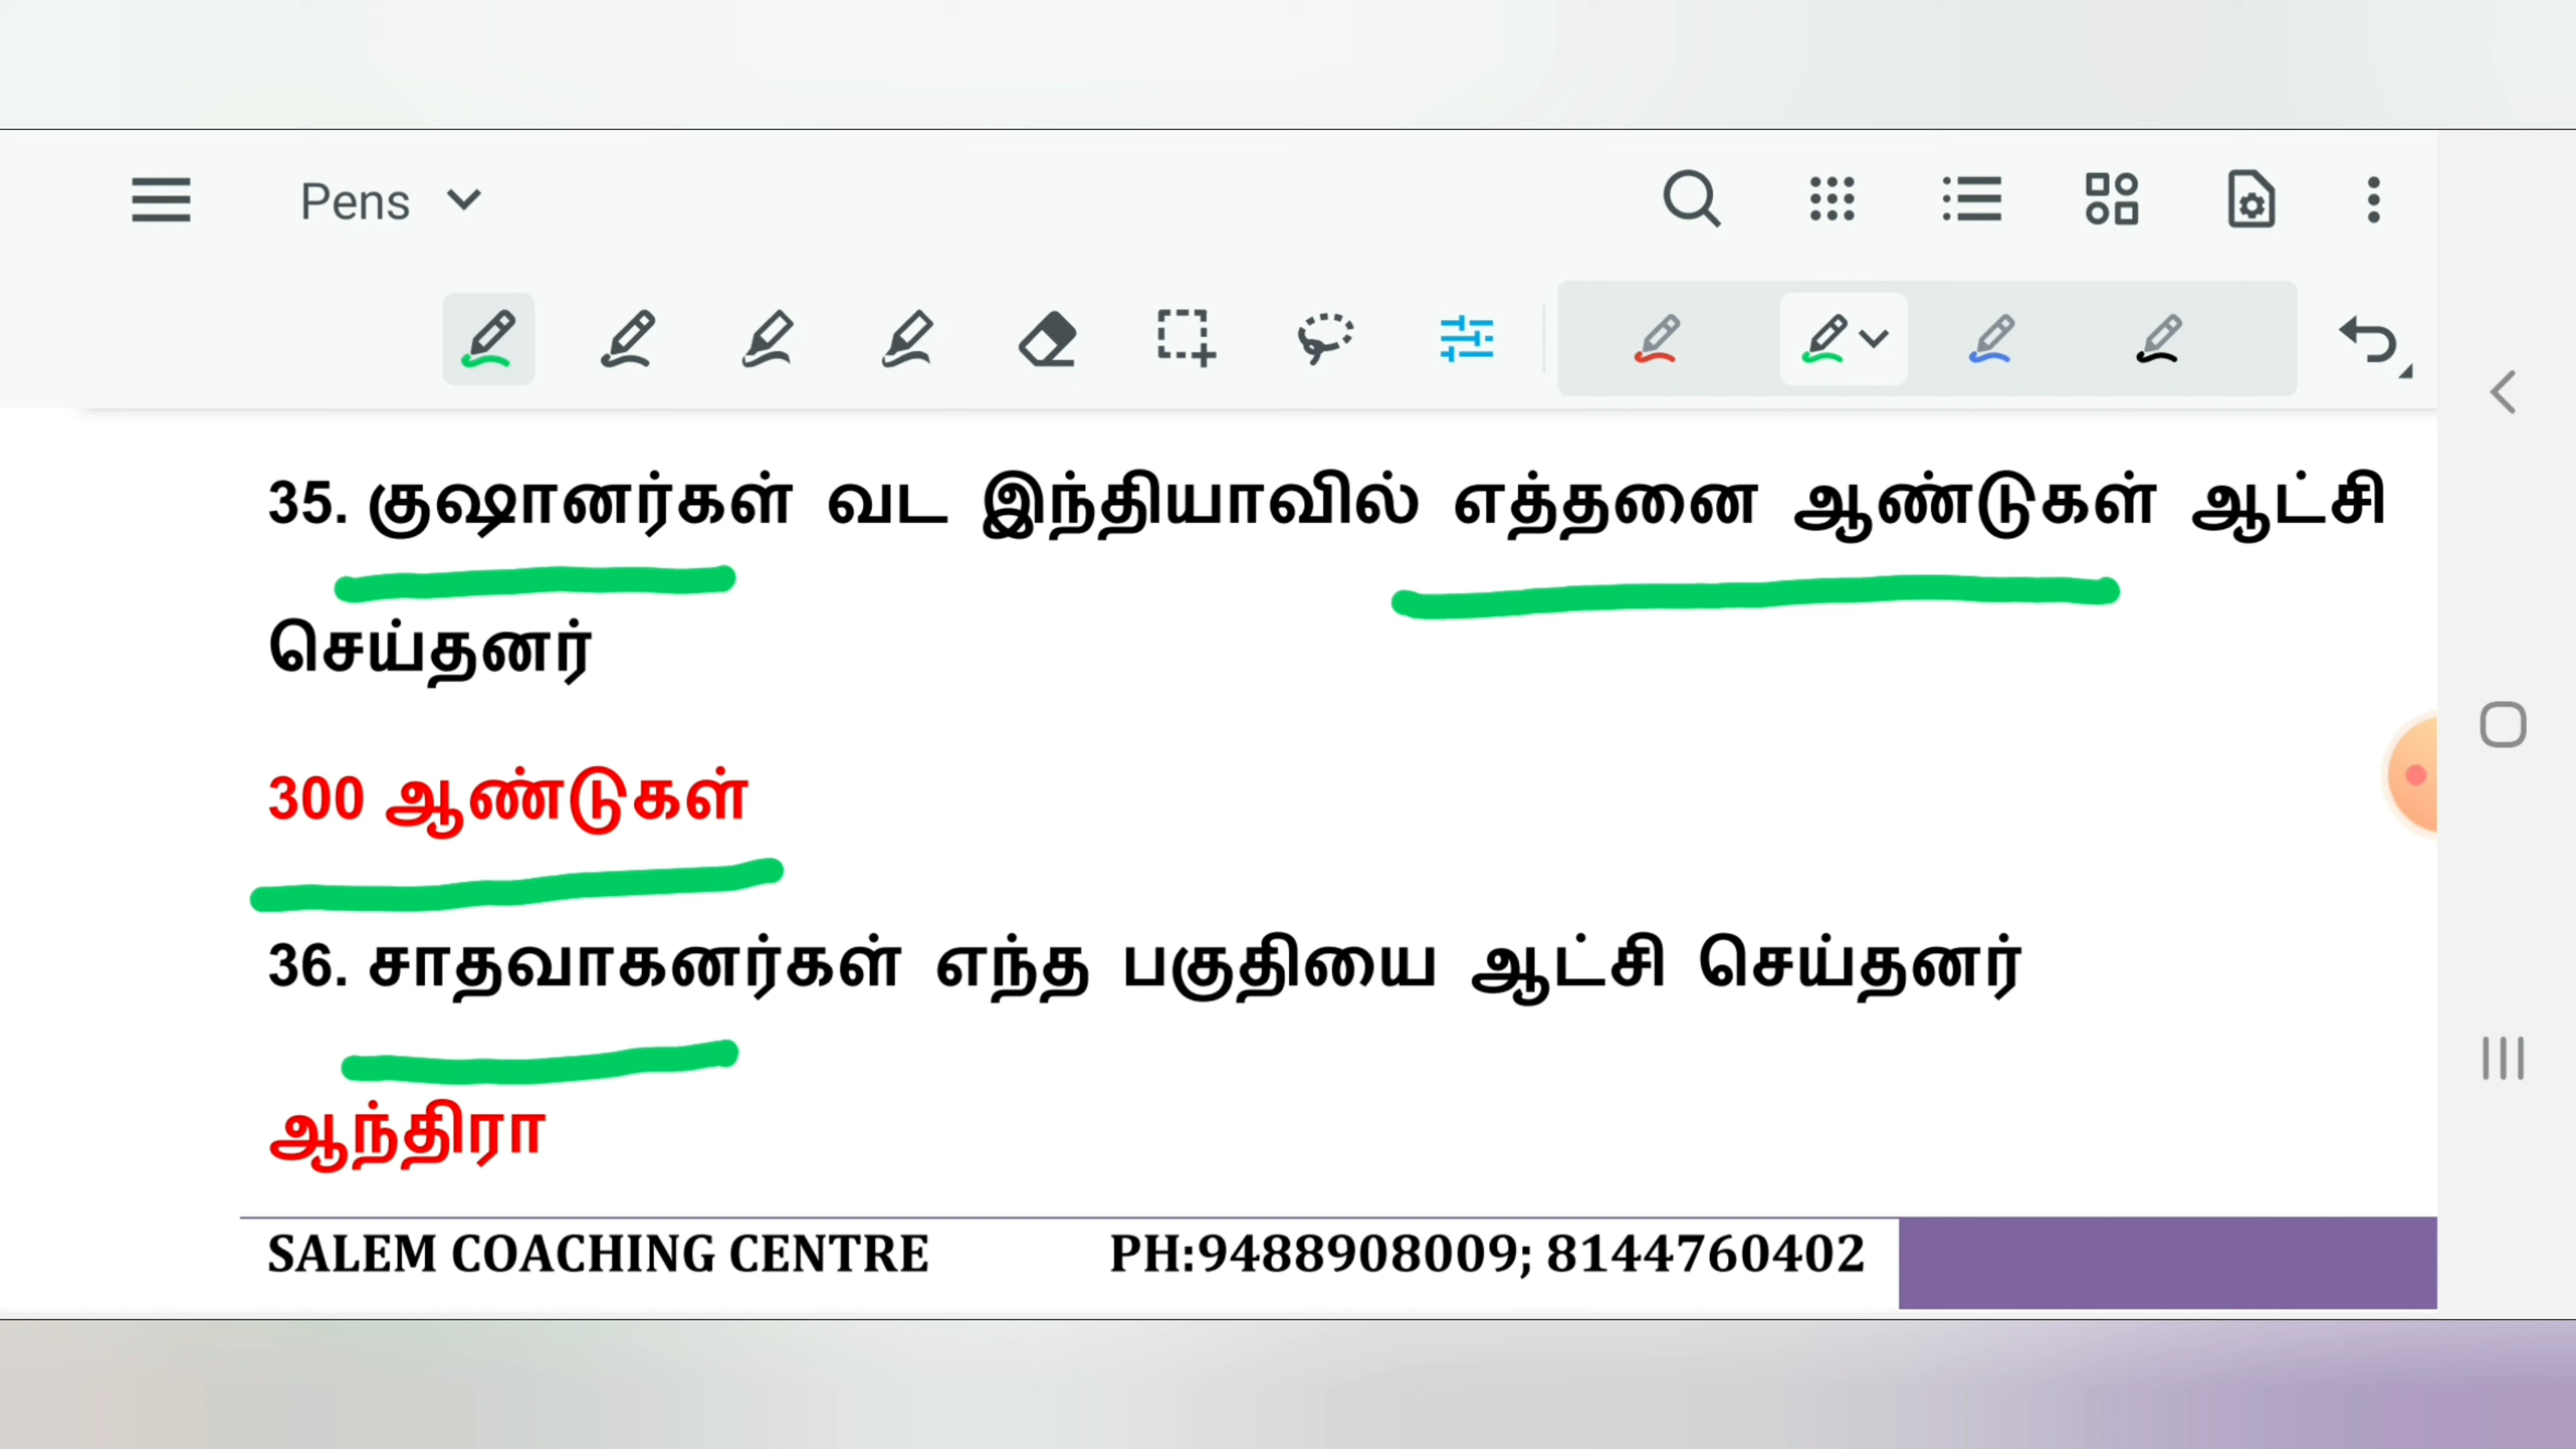 Pens
35. குஷானர்கள் வட இந்தியாவில் எத்தனை ஆண்டுகள் ஆட்சி
செய்தனர்
300 ஆண்டுகள்
36. சாதவாகனர்கள் எந்த பகுதியை ஆட்சி செய்தனர்
ஆந்திரா
SALEM COACHING CENTRE PH:9488908009; 8144760402